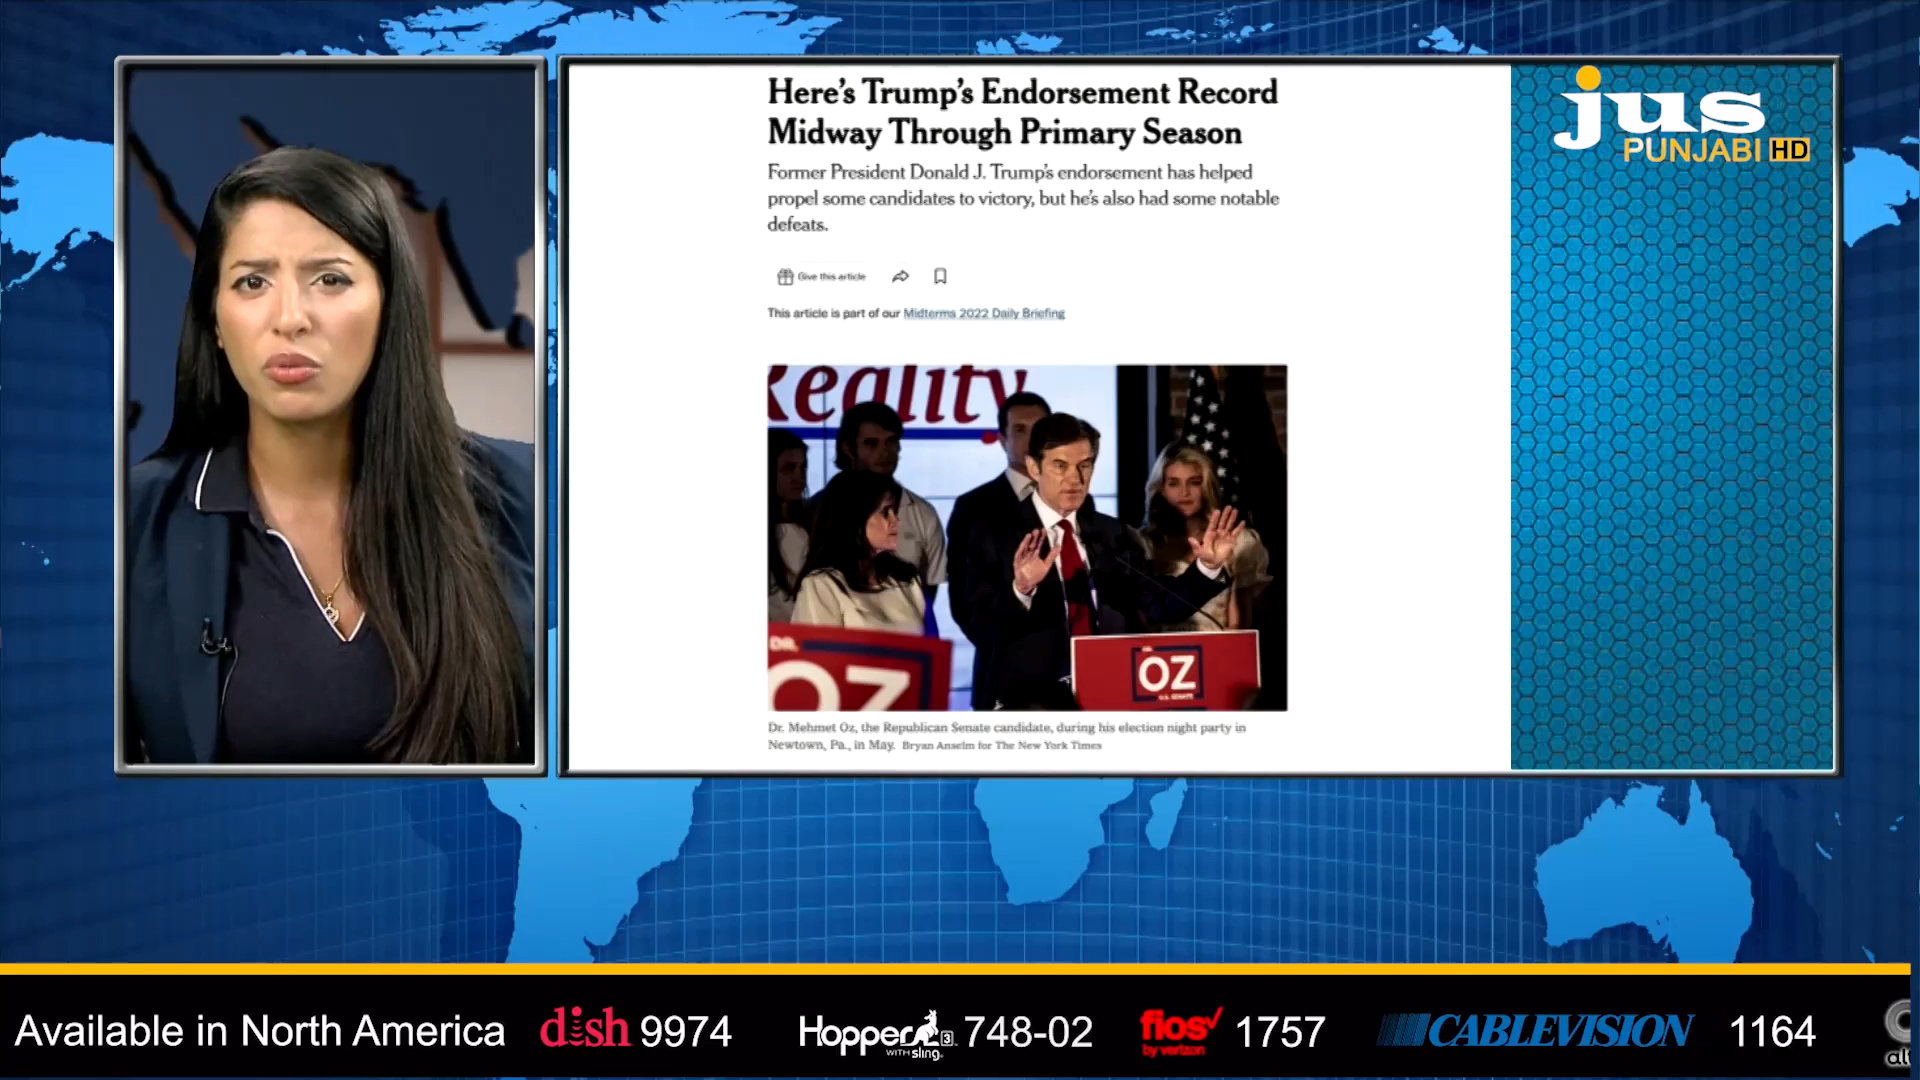 Here's Trump's Endorsement Record
Midway Through Primary Season
Former President Donald J. Trump's endorsement has helped
propel some candidates to victory, but he's also had some notable
defeats.
Give this article
This article is part of our Midterms 2022 Daily Briefing
Reality
DR.
OZ
OZ
U.S. SENATE
Dr. Mehmet Oz, the Republican Senate candidate, during his election night party in
Newtown, Pa., in May. Bryan Anselm for The New York Times
jus
PUNJABI HD
Available in North America dish 9974 Hopper 3 WITH sling 748-02 fios by verizon 1757 CABLEVISION 1164